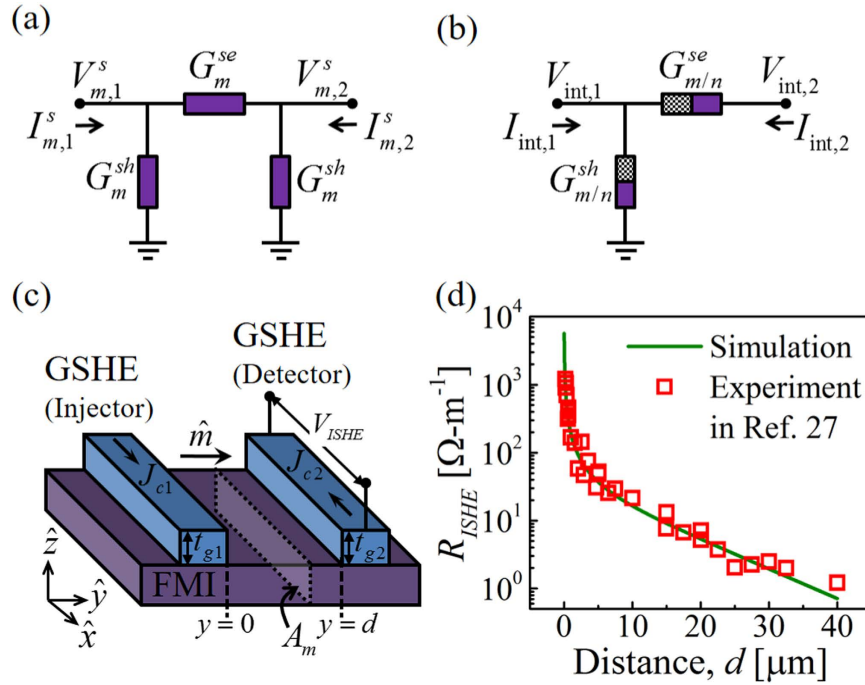 (a)
V^s_{m,1}
G^{se}_m
V^s_{m,2}
I^s_{m,1}
I^s_{m,2}
G^{sh}_m
G^{sh}_m
(b)
V_{int,1}
G^{se}_{m/n}
V_{int,2}
I_{int,1}
I_{int,2}
G^{sh}_{m/n}
(c)
GSHE
(Injector)
GSHE
(Detector)
m̂
V_{ISHE}
J_{c1}
J_{c2}
t_{g1}
t_{g2}
FMI
ẑ
ŷ
x̂
y = 0
A_m
y = d
(d)
R_{ISHE} [Ω-m^{-1}]
10^4
10^3
10^2
10^1
10^0
Simulation
Experiment
in Ref. 27
0 10 20 30 40
Distance, d [μm]